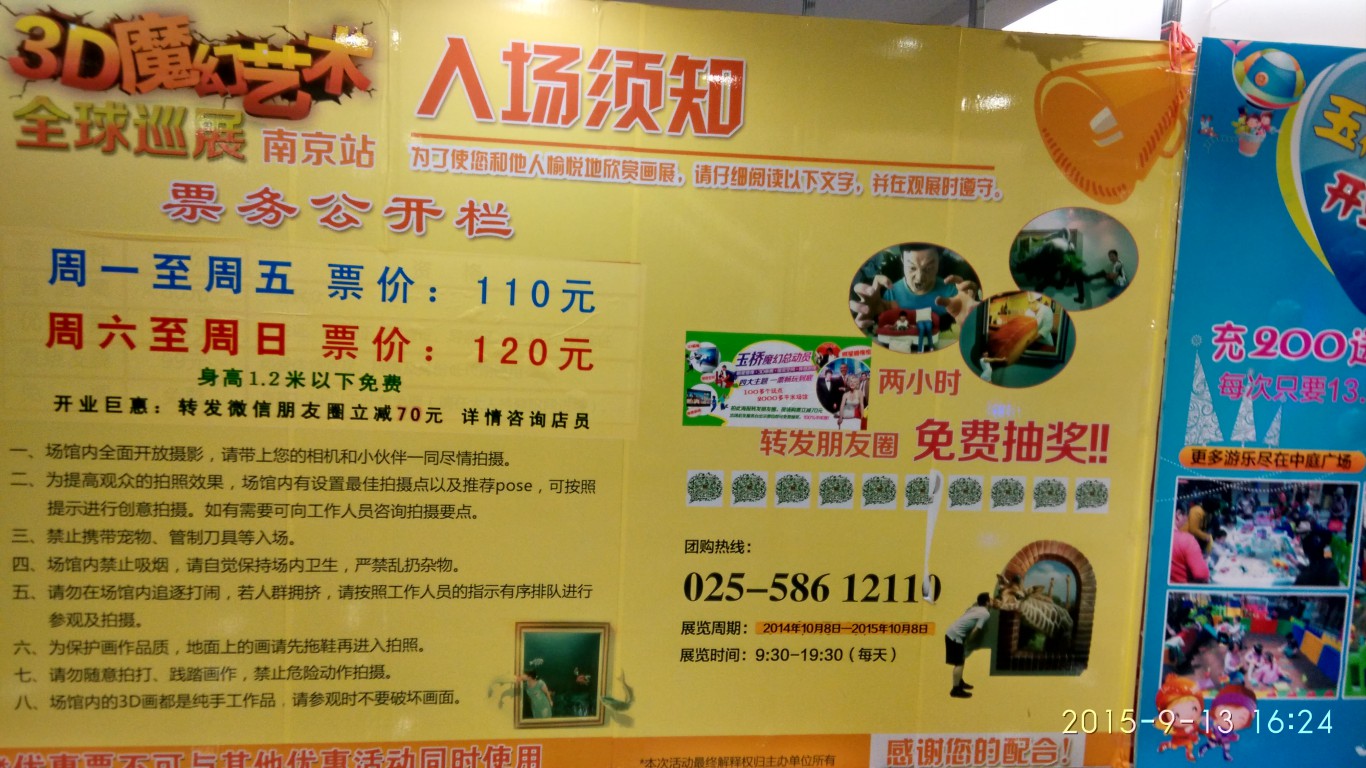 3D魔幻艺术
全球巡展 南京站
入场须知
为了使您和他人愉悦地欣赏画展，请仔细阅读以下文字，并在观展时遵守。
票务公开栏
周一至周五 票价：110元
周六至周日 票价：120元
身高1.2米以下免费
开业巨惠：转发微信朋友圈立减70元 详情咨询店员
一、场馆内全面开放摄影，请带上您的相机和小伙伴一同尽情拍摄。
二、为提高观众的拍照效果，场馆内有设置最佳拍摄点以及推荐pose，可按照
提示进行创意拍摄。如有需要可向工作人员咨询拍摄要点。
三、禁止携带宠物、管制刀具等入场。
四、场馆内禁止吸烟，请自觉保持场内卫生，严禁乱扔杂物。
五、请勿在场馆内追逐打闹，若人群拥挤，请按照工作人员的指示有序排队进行
参观及拍摄。
六、为保护画作品质，地面上的画请先拖鞋再进入拍照。
七、请勿随意拍打、践踏画作，禁止危险动作拍摄。
八、场馆内的3D画都是纯手工作品，请参观时不要破坏画面。
玉桥魔幻总动员
四大主题 一票畅玩到底
两小时
转发朋友圈 免费抽奖!!
团购热线：
025-586 12110
展览周期：2014年10月8日—2015年10月8日
展览时间：9:30-19:30（每天）
优惠票不可与其他优惠活动同时使用
*本次活动最终解释权归主办单位所有
感谢您的配合！
五
充200送
每次只要13.
更多游乐尽在中庭广场
2015-9-13 16:24